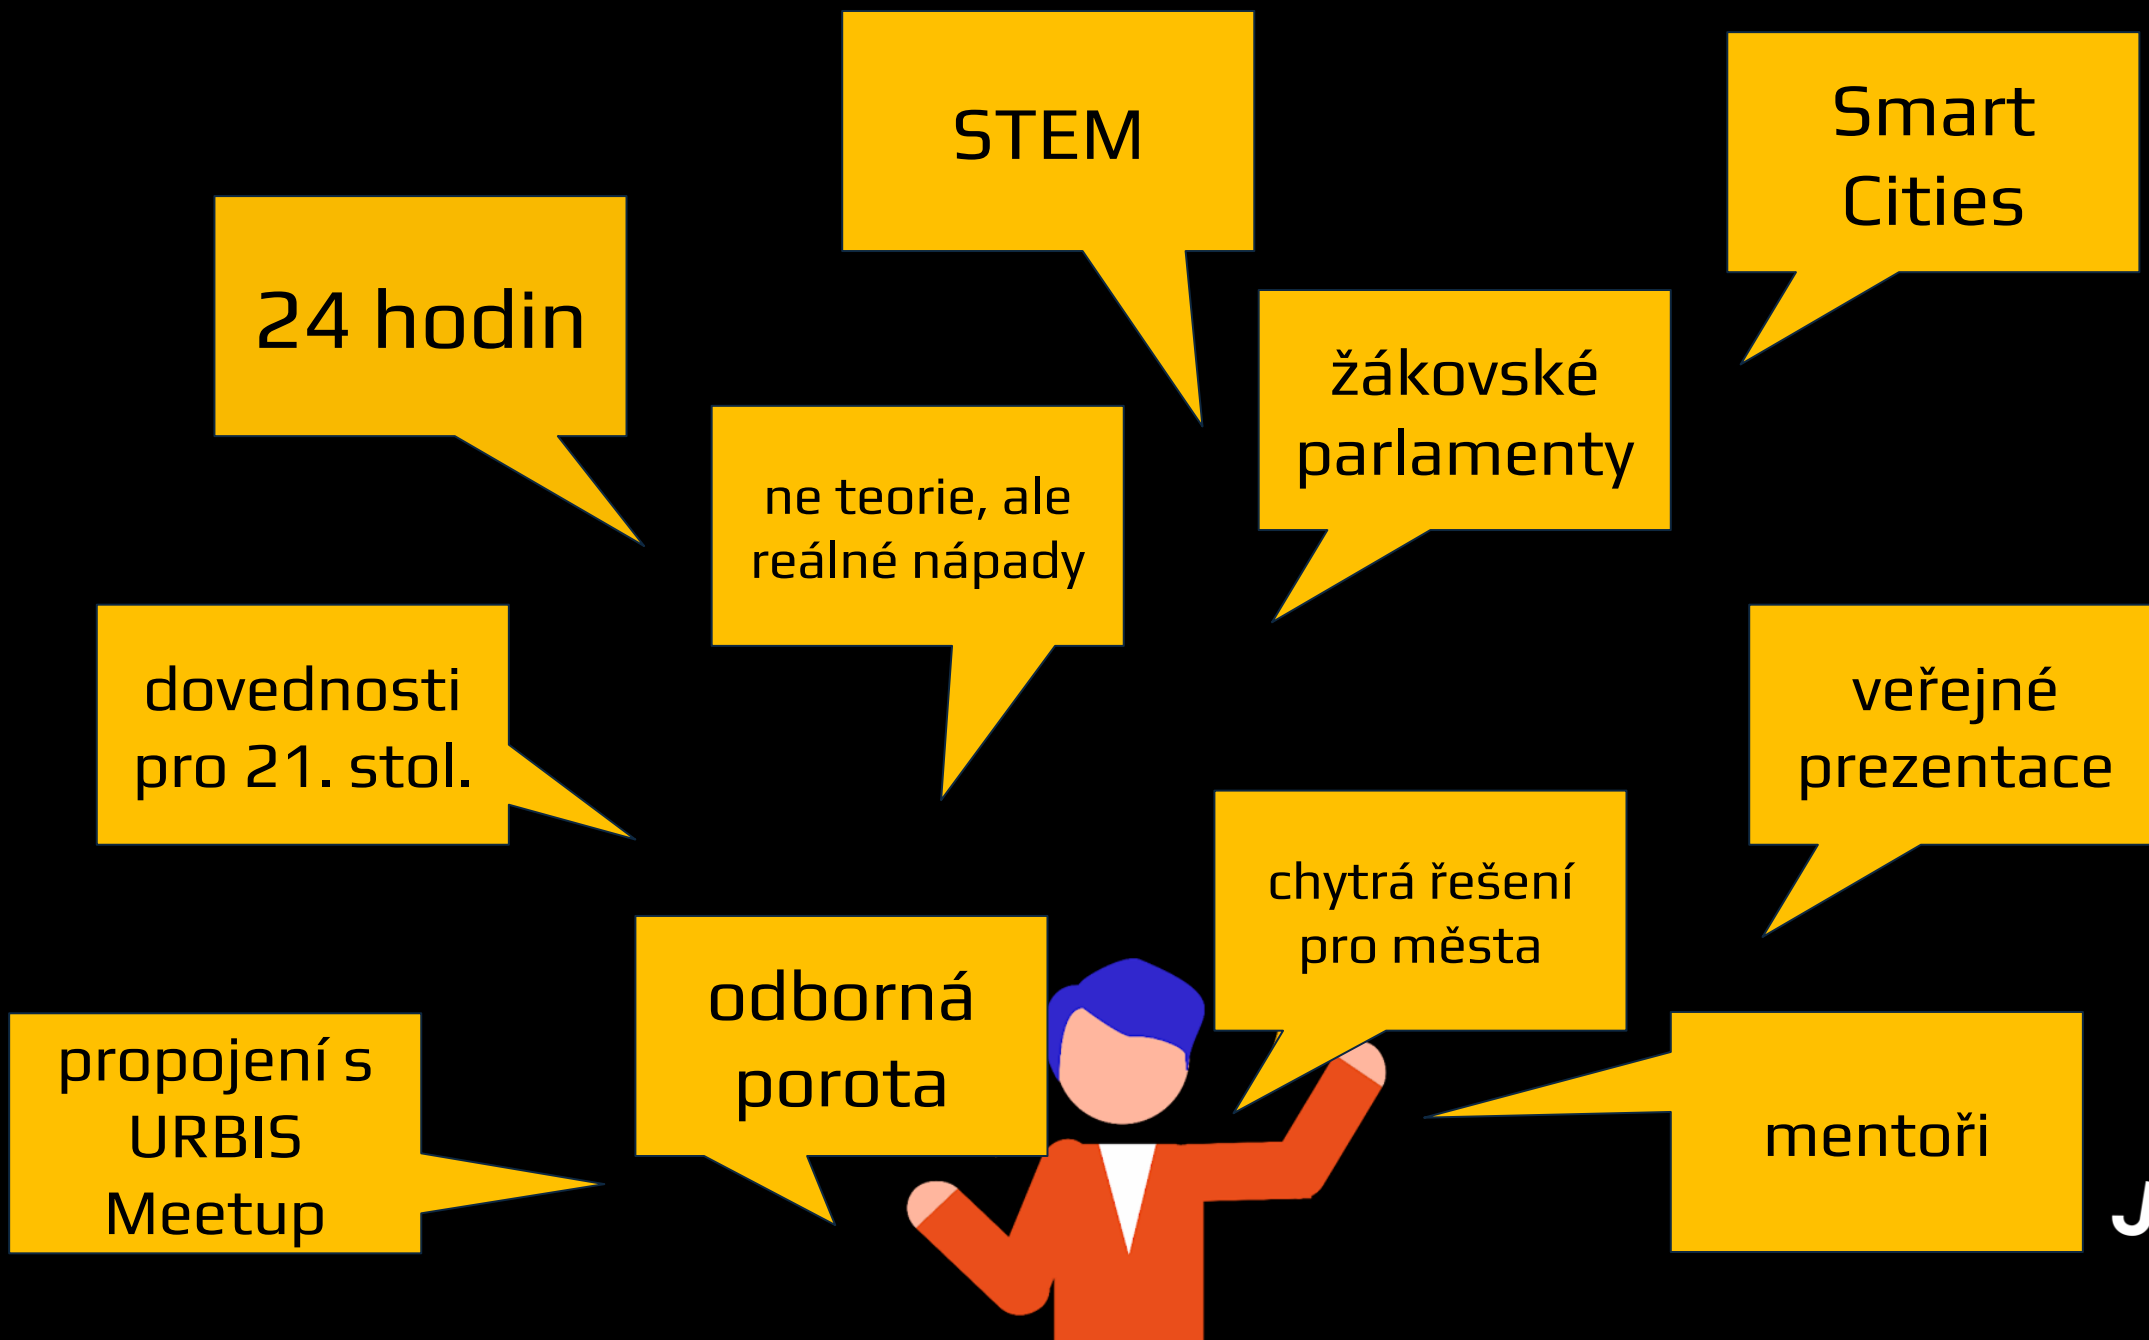 STEM
Smart
Cities
24 hodin
žákovské
parlamenty
ne teorie, ale
reálné nápady
dovednosti
pro 21. stol.
veřejné
prezentace
chytrá řešení
pro města
odborná
porota
propojení s
URBIS
Meetup
mentoři